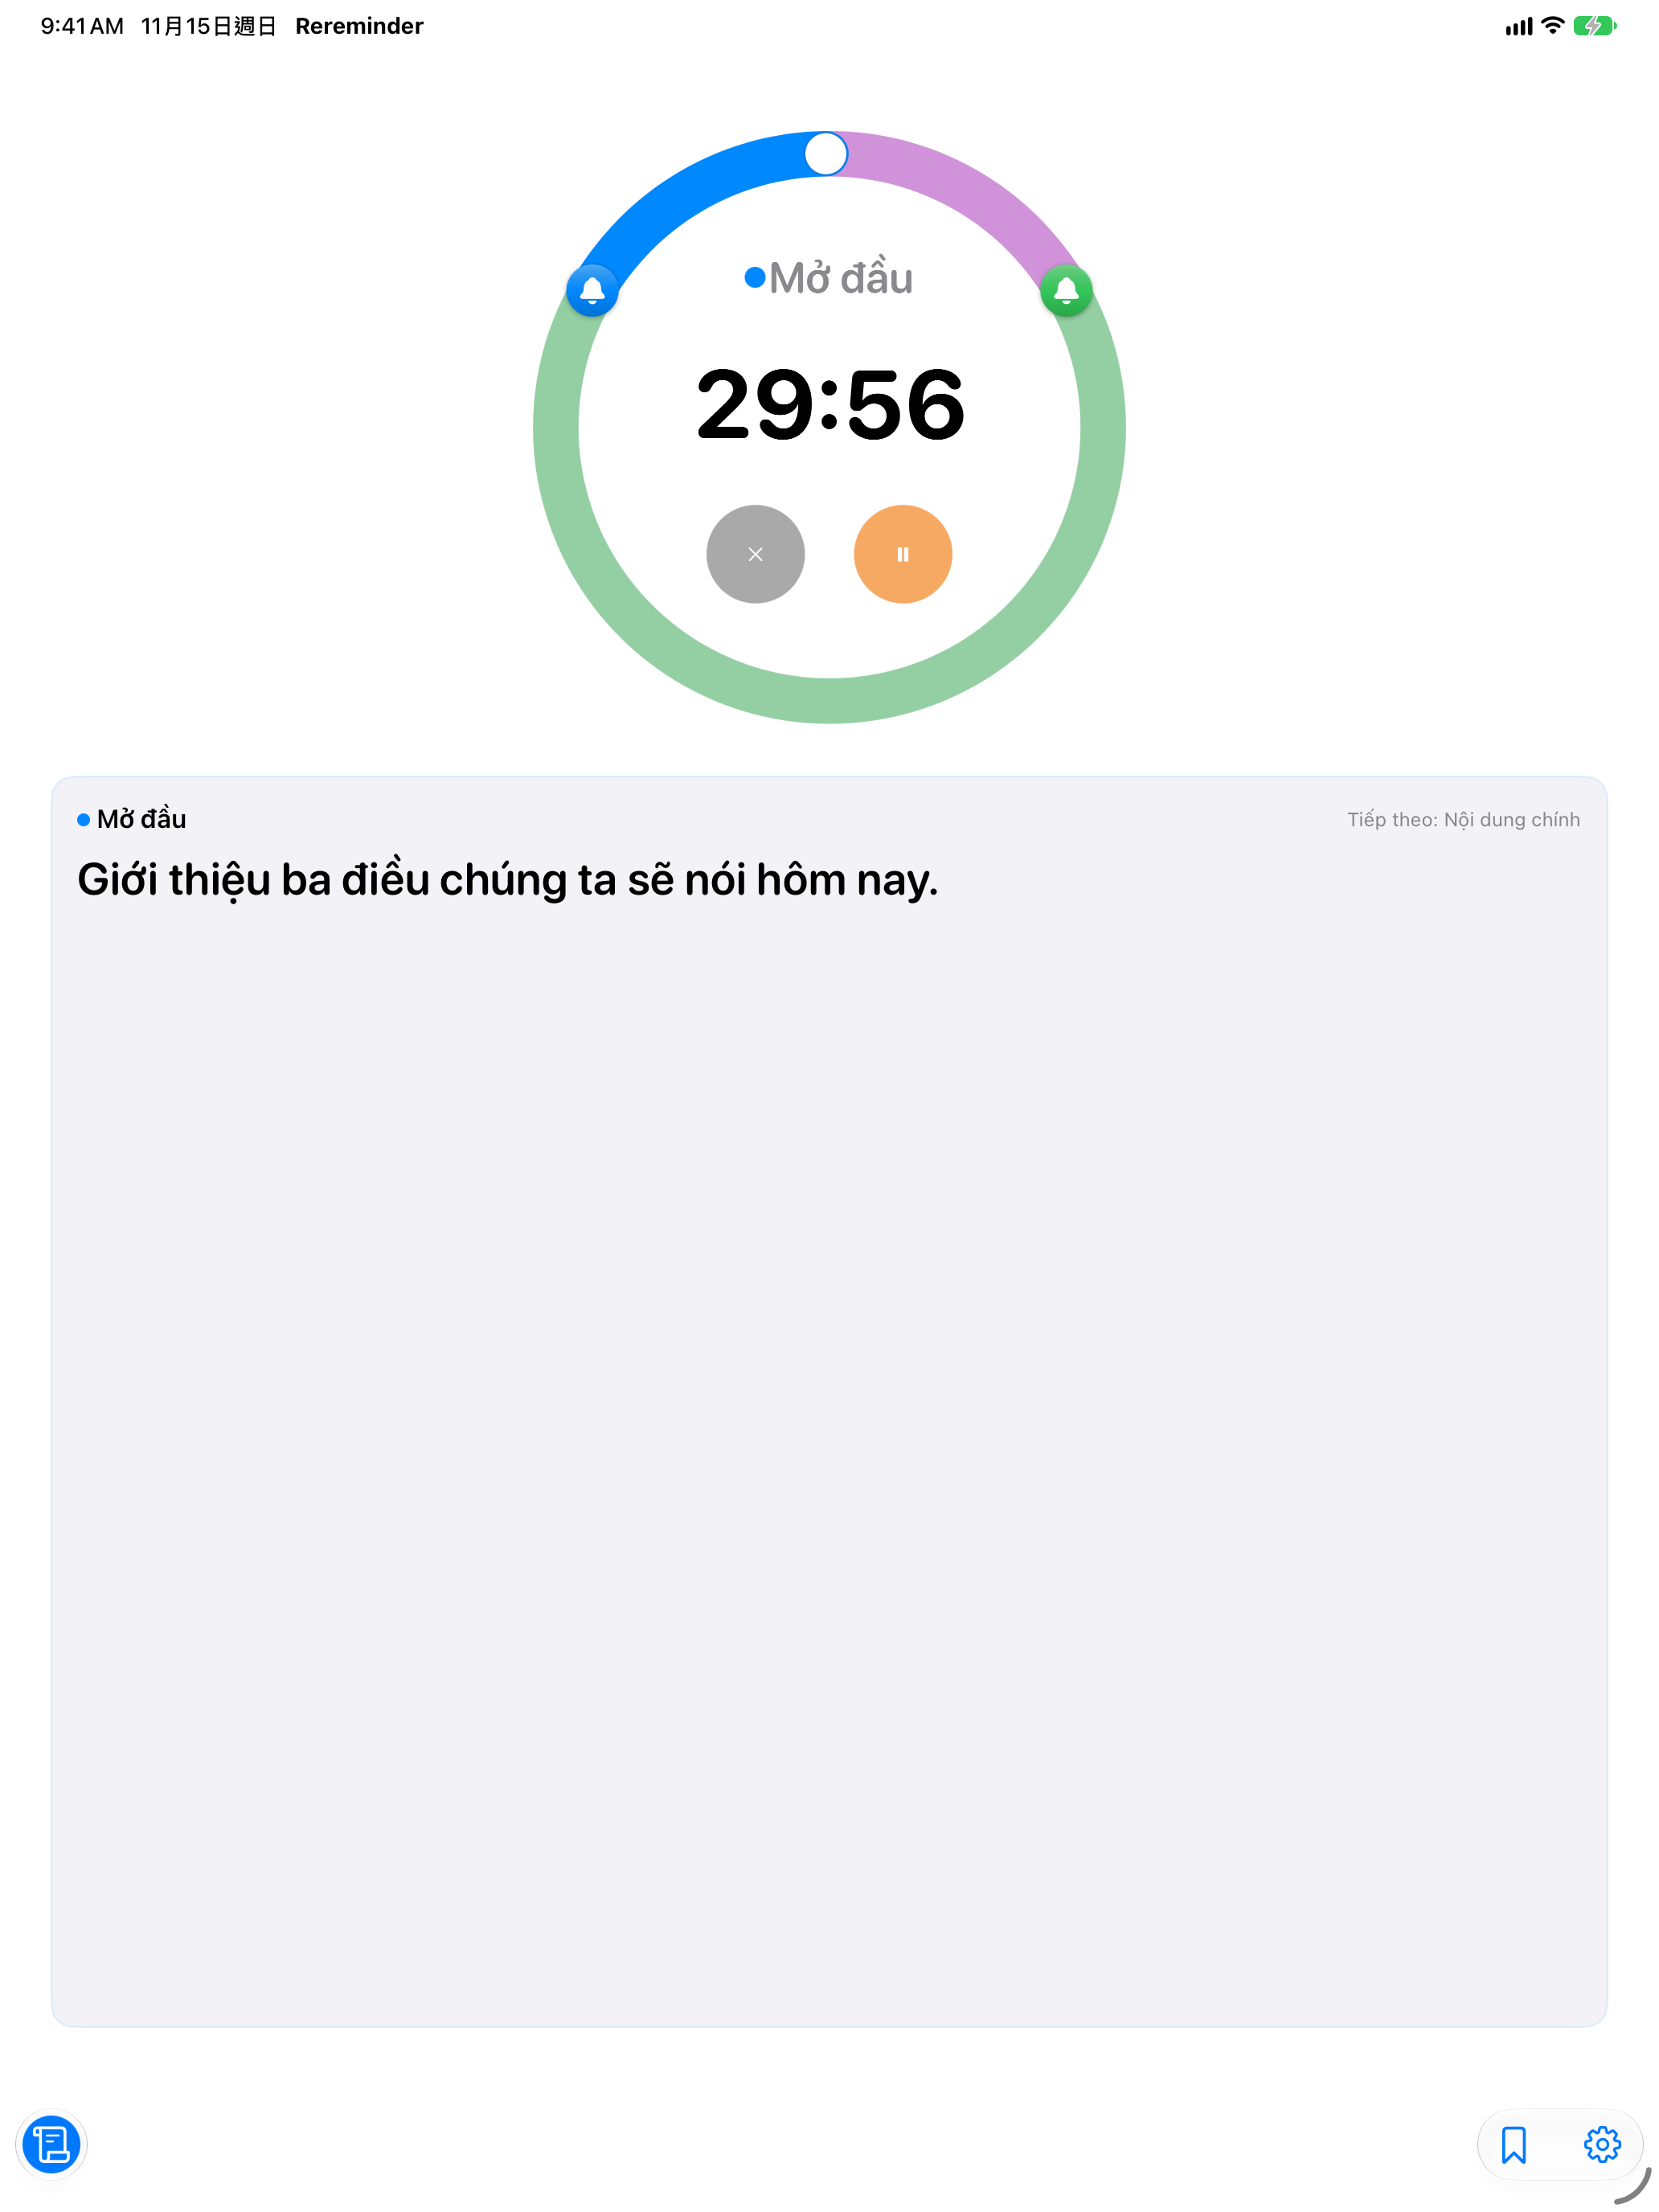 9:41 AM 11月15日週日 Rereminder
Mở đầu
29:56
Mở đầu
Tiếp theo: Nội dung chính
Giới thiệu ba điều chúng ta sẽ nói hôm nay.